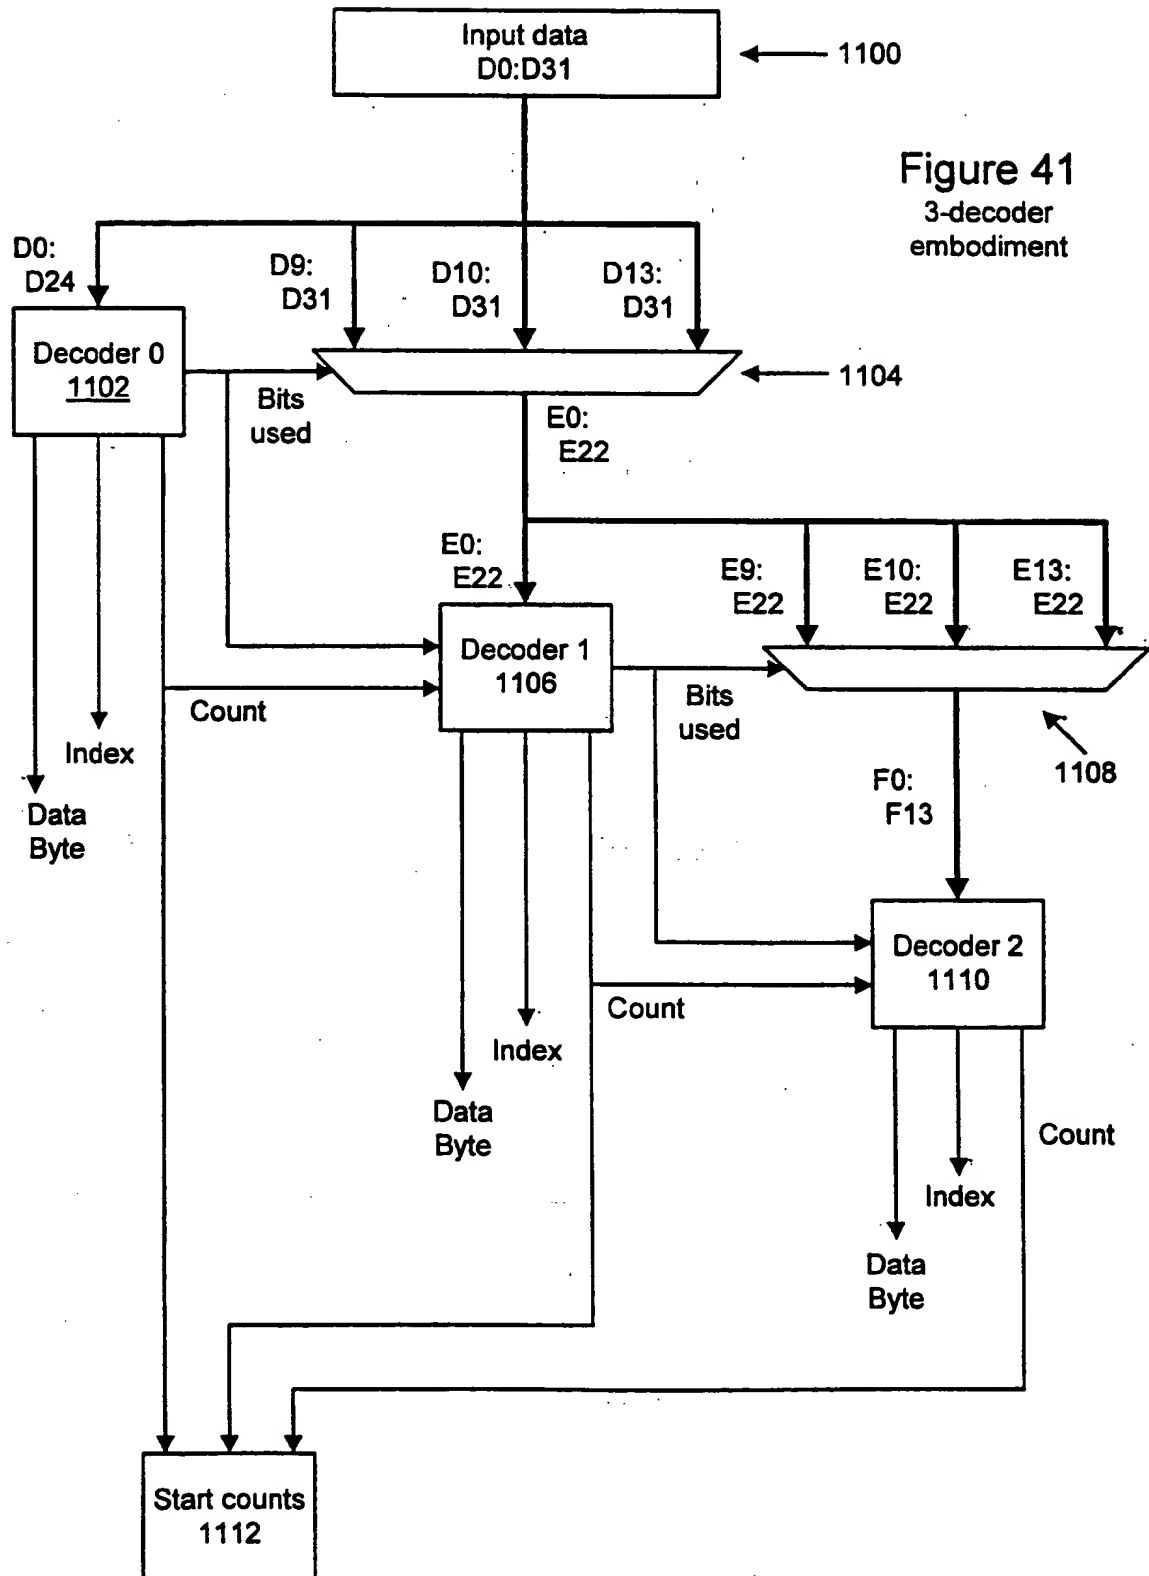 Input data
D0:D31
1100
Figure 41
3-decoder
embodiment
D0:
D24
D9:
D31
D10:
D31
D13:
D31
Decoder 0
1102
Bits
used
1104
E0:
E22
E0:
E22
E9:
E22
E10:
E22
E13:
E22
Decoder 1
1106
Count
Bits
used
1108
Index
Data
Byte
F0:
F13
Decoder 2
1110
Count
Index
Data
Byte
Count
Index
Data
Byte
Start counts
1112